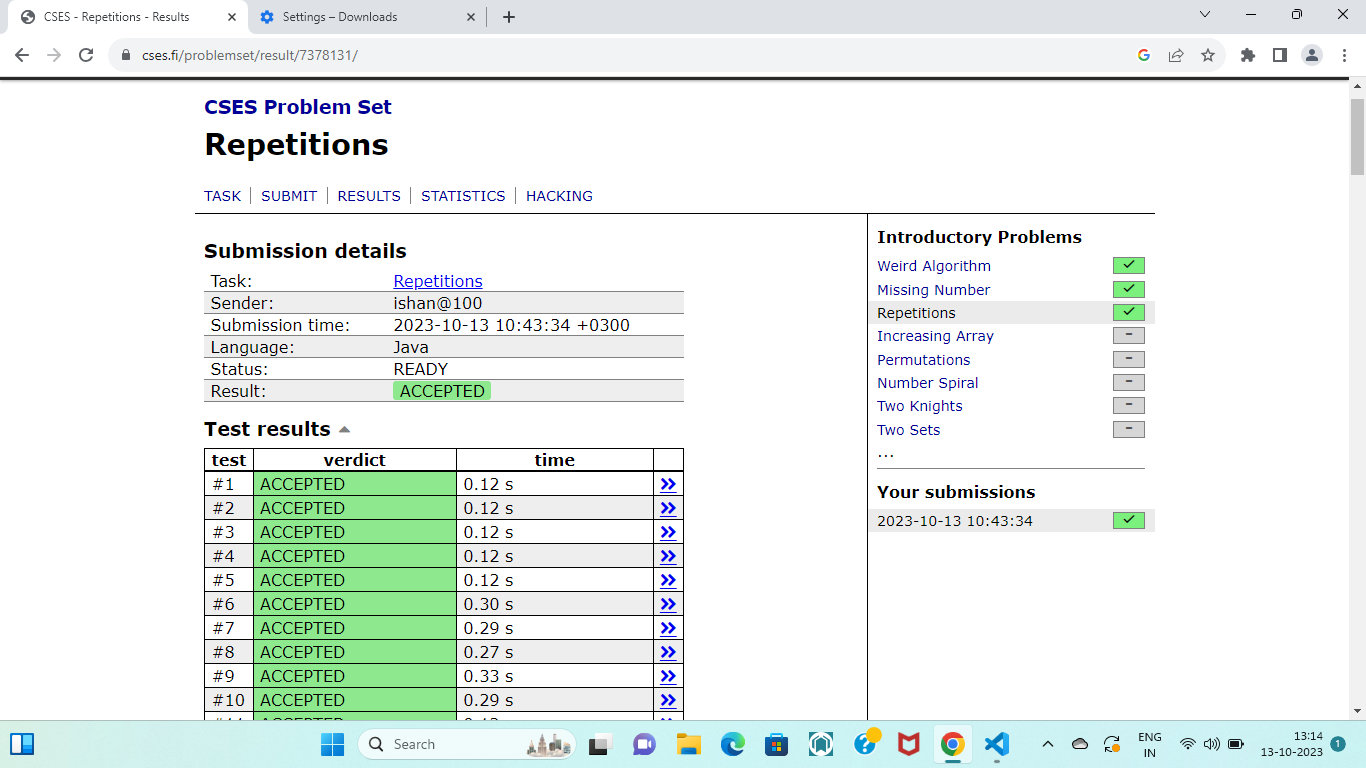 CSES - Repetitions - Results
Settings – Downloads
cses.fi/problemset/result/7378131/
CSES Problem Set
Repetitions
TASK SUBMIT RESULTS STATISTICS HACKING
Submission details
Task: Repetitions
Sender: ishan@100
Submission time: 2023-10-13 10:43:34 +0300
Language: Java
Status: READY
Result: ACCEPTED
Test results
test verdict time
#1 ACCEPTED 0.12 s
#2 ACCEPTED 0.12 s
#3 ACCEPTED 0.12 s
#4 ACCEPTED 0.12 s
#5 ACCEPTED 0.12 s
#6 ACCEPTED 0.30 s
#7 ACCEPTED 0.29 s
#8 ACCEPTED 0.27 s
#9 ACCEPTED 0.33 s
#10 ACCEPTED 0.29 s
Introductory Problems
Weird Algorithm
Missing Number
Repetitions
Increasing Array
Permutations
Number Spiral
Two Knights
Two Sets
...
Your submissions
2023-10-13 10:43:34
Search
ENG
IN
13:14
13-10-2023
1